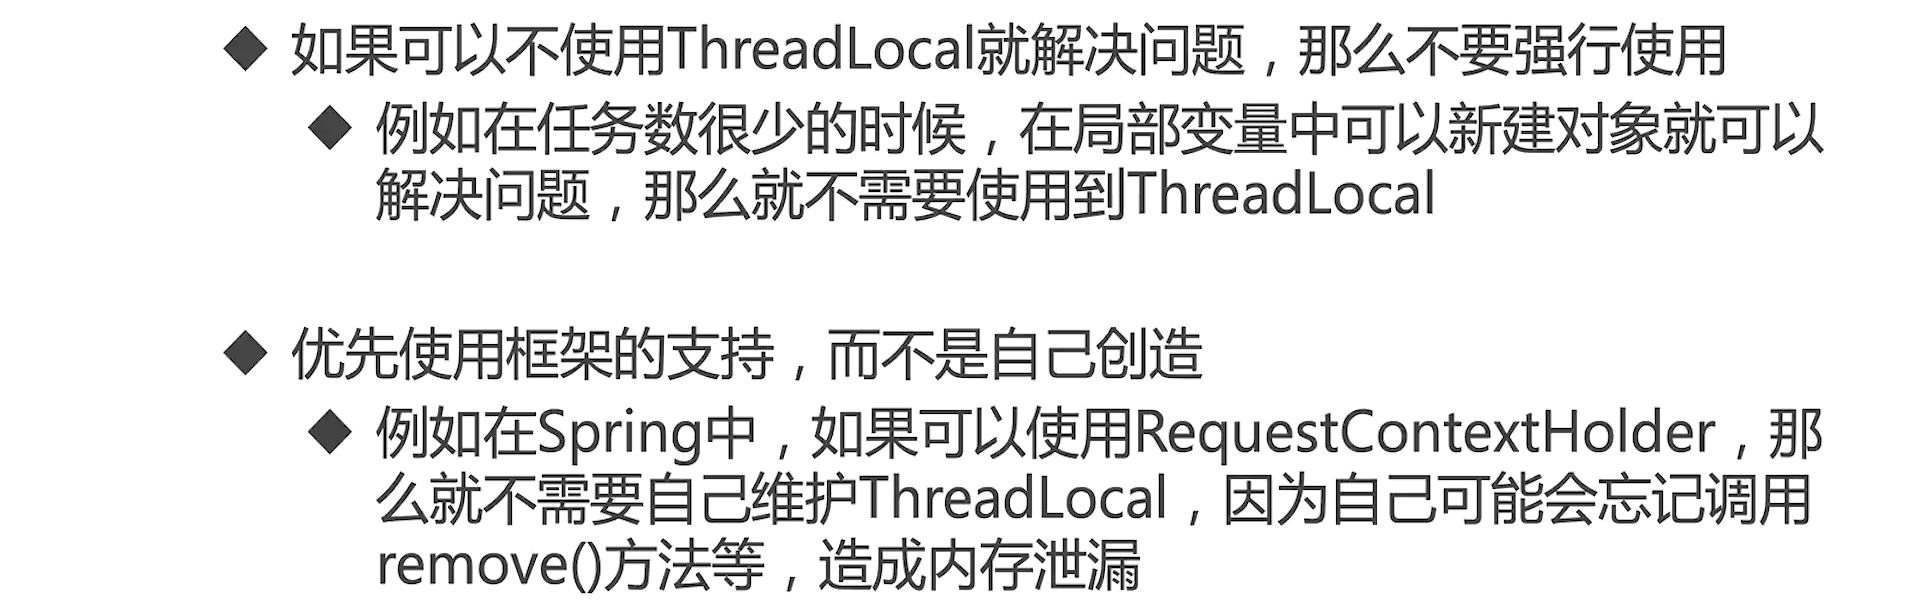 ◆ 如果可以不使用ThreadLocal就解决问题，那么不要强行使用
◆ 例如在任务数很少的时候，在局部变量中可以新建对象就可以
解决问题，那么就不需要使用到ThreadLocal
◆ 优先使用框架的支持，而不是自己创造
◆ 例如在Spring中，如果可以使用RequestContextHolder，那
么就不需要自己维护ThreadLocal，因为自己可能会忘记调用
remove()方法等，造成内存泄漏